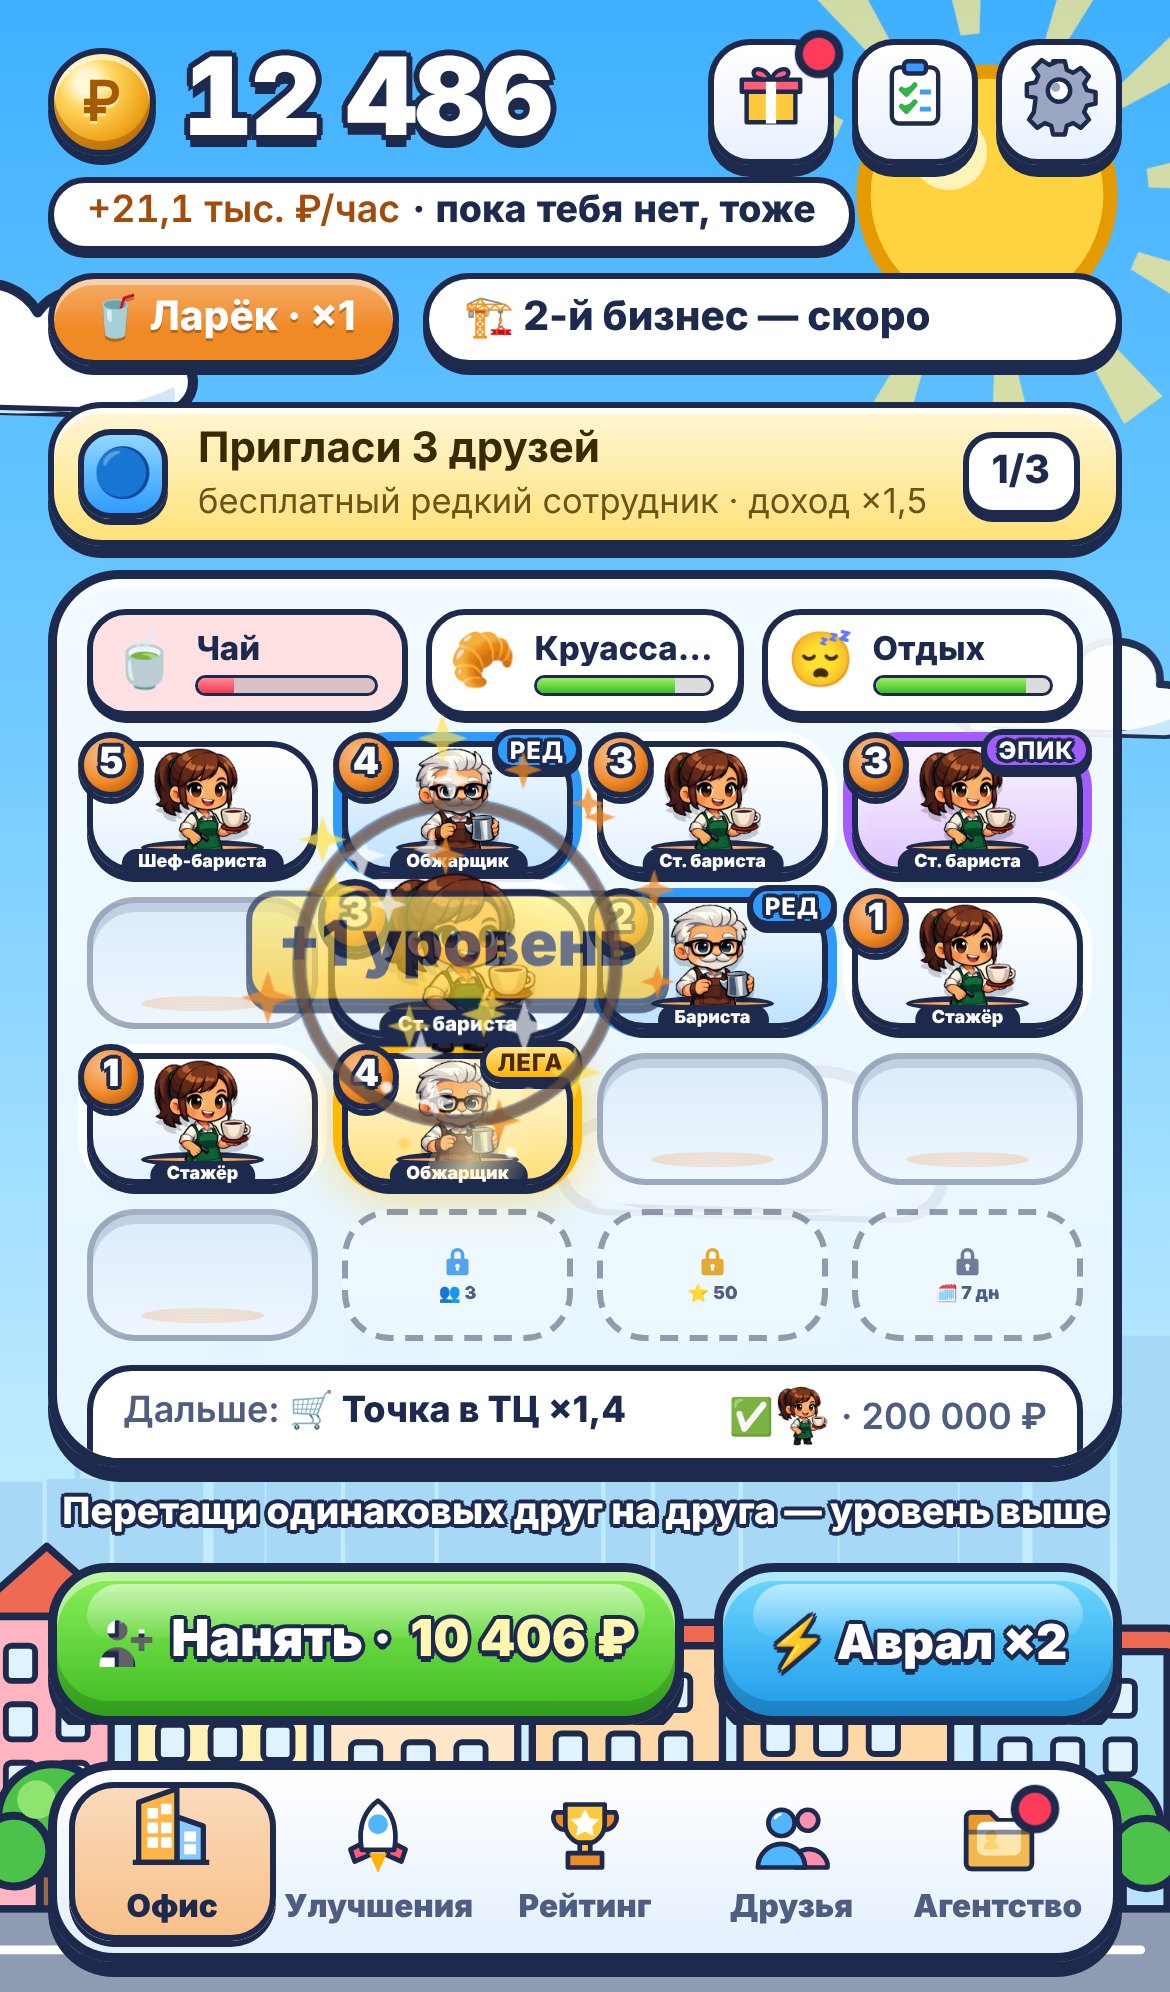 ₽ 12 486
+21,1 тыс. ₽/час · пока тебя нет, тоже
Ларёк · ×1
2-й бизнес — скоро
Пригласи 3 друзей
бесплатный редкий сотрудник · доход ×1,5
1/3
Чай
Круасса...
Отдых
5
Шеф-бариста
4
РЕД
Обжарщик
3
Ст. бариста
3
ЭПИК
Ст. бариста
3
+1 уровень
Ст. бариста
2
РЕД
Бариста
1
Стажёр
1
Стажёр
4
ЛЕГА
Обжарщик
3
50
7 дн
Дальше: Точка в ТЦ ×1,4
· 200 000 ₽
Перетащи одинаковых друг на друга — уровень выше
Нанять · 10 406 ₽
Аврал ×2
Офис
Улучшения
Рейтинг
Друзья
Агентство